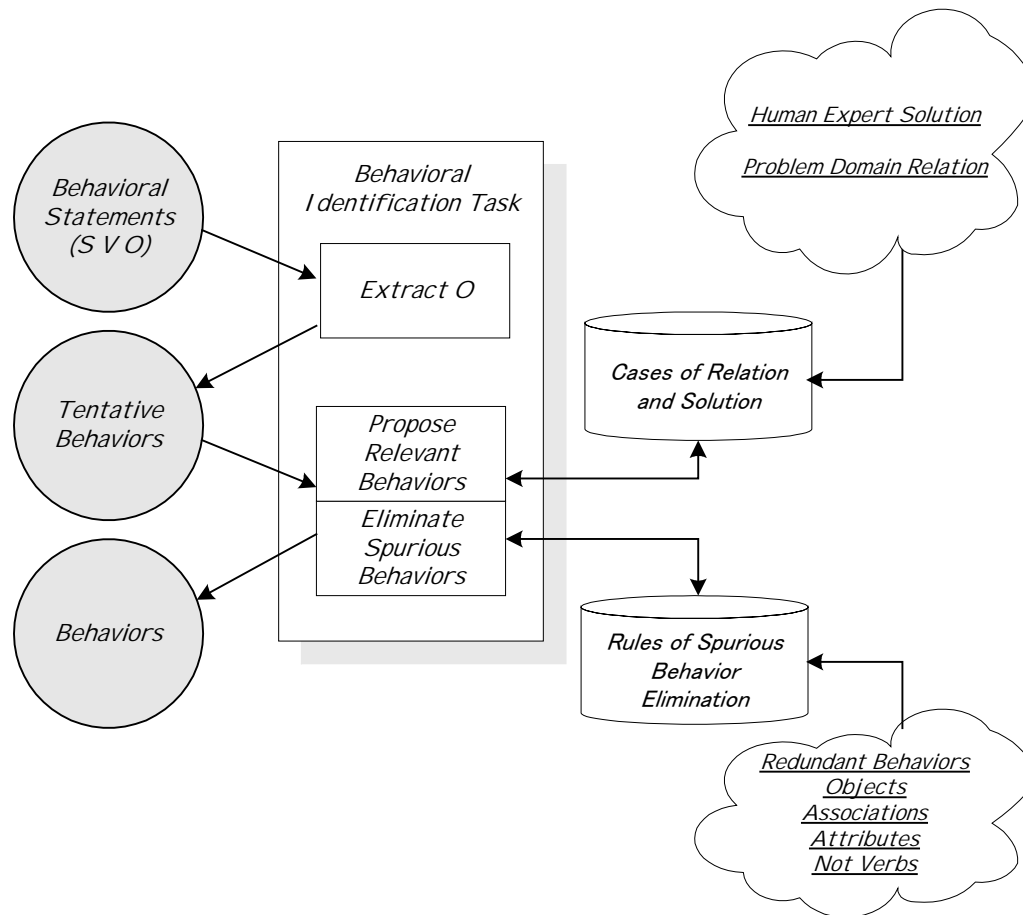 Human Expert Solution
Problem Domain Relation
Behavioral
Statements
(S V O)
Behavioral
Identification Task
Extract O
Cases of Relation
and Solution
Tentative
Behaviors
Propose
Relevant
Behaviors
Eliminate
Spurious
Behaviors
Behaviors
Rules of Spurious
Behavior
Elimination
Redundant Behaviors
Objects
Associations
Attributes
Not Verbs